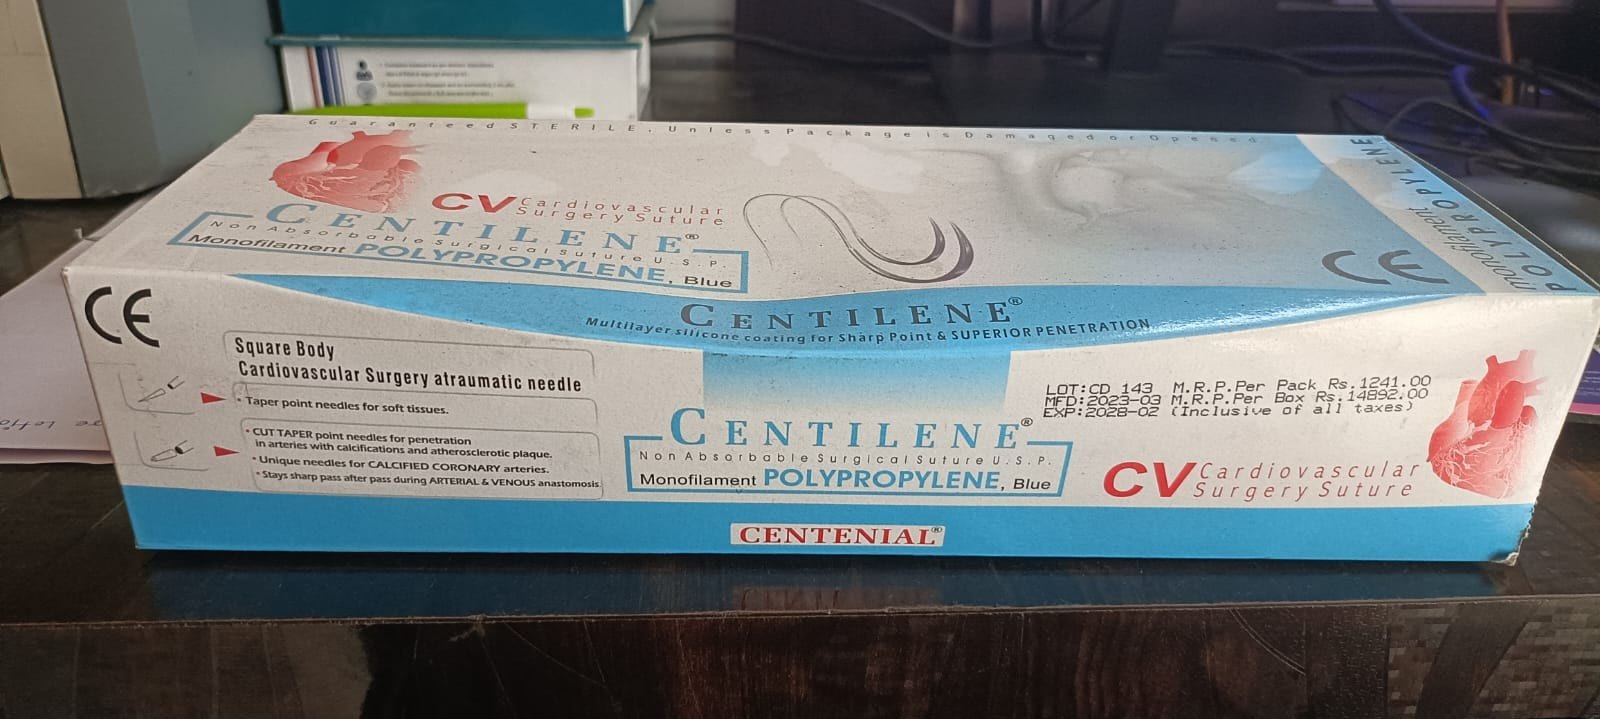 Guaranteed STERILE, Unless Package is Damaged or Opened
CV Cardiovascular
Surgery Suture
CENTILENE®
Non Absorbable Surgical Suture U.S.P.
Monofilament POLYPROPYLENE, Blue
monofilament
POLYPROPYLENE
CE
CENTILENE®
Multilayer silicone coating for Sharp Point & SUPERIOR PENETRATION
CE
Square Body
Cardiovascular Surgery atraumatic needle
• Taper point needles for soft tissues.
• CUT TAPER point needles for penetration
in arteries with calcifications and atherosclerotic plaque.
• Unique needles for CALCIFIED CORONARY arteries.
• Stays sharp pass after pass during ARTERIAL & VENOUS anastomosis
CENTILENE®
Non Absorbable Surgical Suture U.S.P.
Monofilament POLYPROPYLENE, Blue
LOT:CD 143 M.R.P.Per Pack Rs.1241.00
MFD:2023-03 M.R.P.Per Box Rs.14892.00
EXP:2028-02 (Inclusive of all taxes)
CV Cardiovascular
Surgery Suture
CENTENIAL®